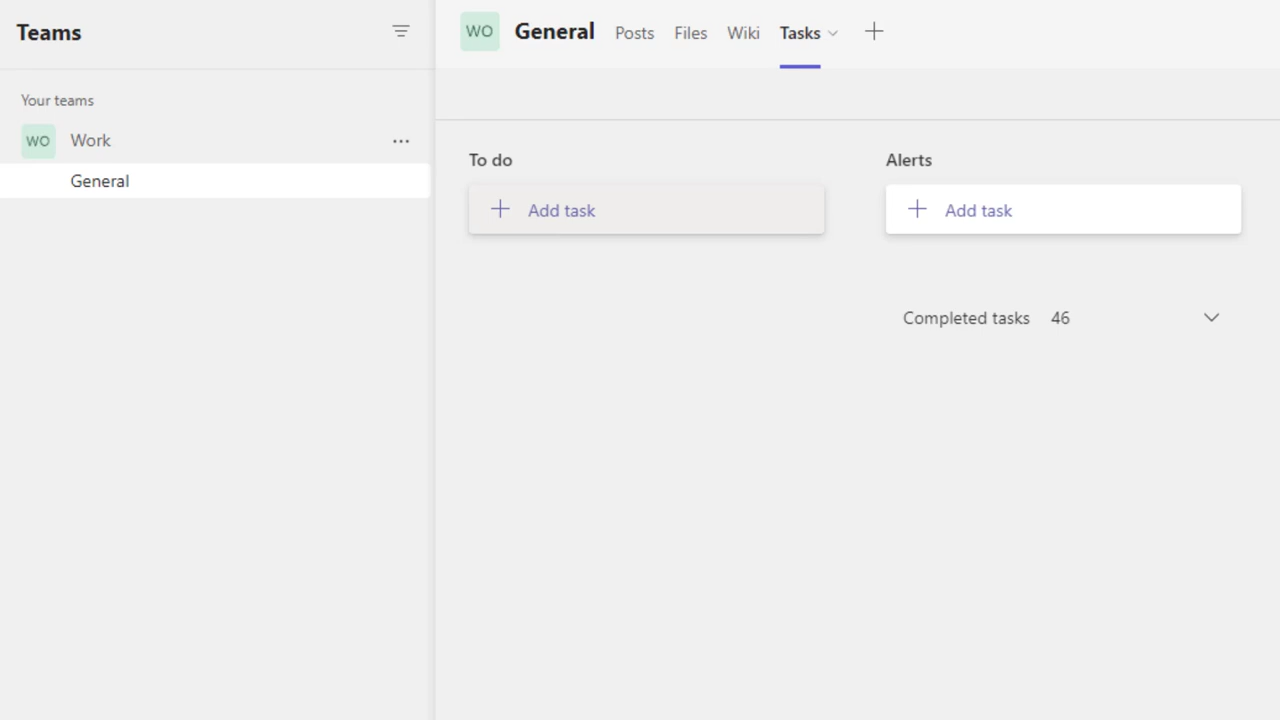 Teams
Your teams
WO Work
General
WO General Posts Files Wiki Tasks
To do
Add task
Alerts
Add task
Completed tasks 46